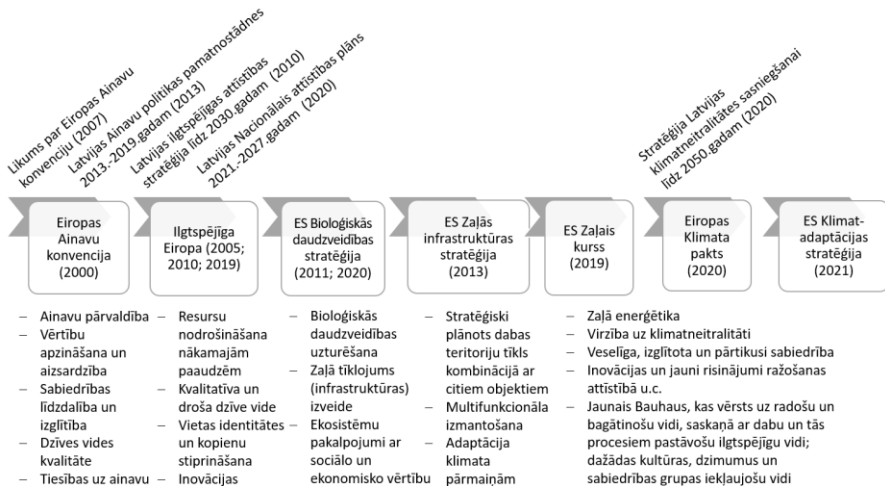 Likums par Eiropas Ainavu
konvenciju (2007)
Latvijas Ainavu politikas pamatnostādnes
2013.-2019.gadam (2013)
Latvijas ilgtspējīgas attīstības
stratēģija līdz 2030.gadam (2010)
Latvijas Nacionālais attīstības plāns
2021.-2027.gadam (2020)
Stratēģija Latvijas
klimatneitralitātes sasniegšanai
līdz 2050.gadam (2020)
Eiropas
Ainavu
konvencija
(2000)
Ilgtspējīga
Eiropa (2005;
2010; 2019)
ES Bioloģiskās
daudzveidības
stratēģija
(2011; 2020)
ES Zaļās
infrastruktūras
stratēģija
(2013)
ES Zaļais
kurss
(2019)
Eiropas
Klimata
pakts
(2020)
ES Klimat-
adaptācijas
stratēģija
(2021)
– Ainavu pārvaldība
– Vērtību
apzināšana un
aizsardzība
– Sabiedrības
līdzdalība un
izglītība
– Dzīves vides
kvalitāte
– Tiesības uz ainavu
– Resursu
nodrošināšana
nākamajām
paaudzēm
– Kvalitatīva un
droša dzīve vide
– Vietas identitātes
un kopienu
stiprināšana
– Inovācijas
– Bioloģiskās
daudzveidības
uzturēšana
– Zaļā tīklojums
(infrastruktūras)
izveide
– Ekosistēmu
pakalpojumi ar
sociālo un
ekonomisko vērtību
– Stratēģiski
plānots dabas
teritoriju tīkls
kombinācijā ar
citiem objektiem
– Multifunkcionāla
izmantošana
– Adaptācija
klimata
pārmaiņām
– Zaļā enerģētika
– Virzība uz klimatneitralitāti
– Veselīga, izglītota un pārtikusi sabiedrība
– Inovācijas un jauni risinājumi ražošanas
attīstībā u.c.
– Jaunais Bauhaus, kas vērsts uz radošu un
bagātinošu vidi, saskaņā ar dabu un tās
procesiem pastāvošu ilgtspējīgu vidi;
dažādas kultūras, dzimumus un
sabiedrības grupas iekļaujošu vidi